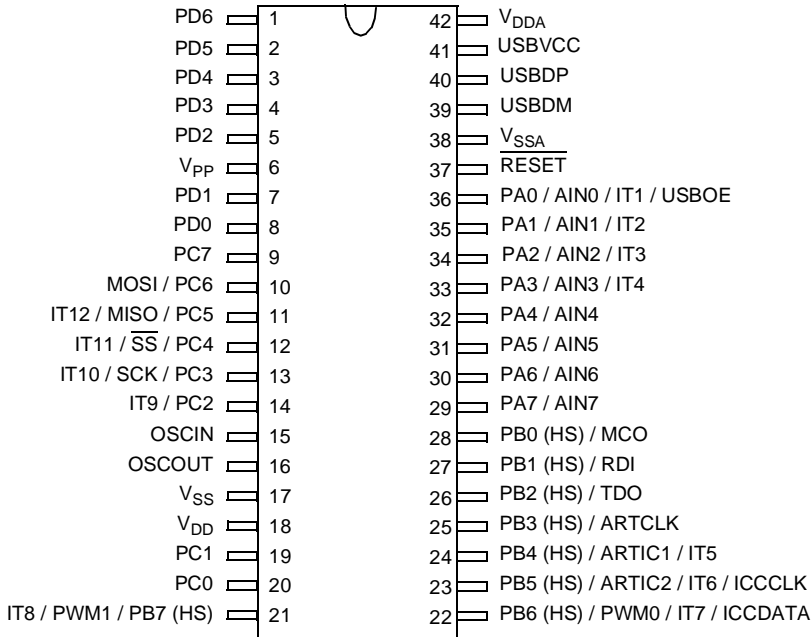 PD6 1 42 VDDA
PD5 2 41 USBVCC
PD4 3 40 USBDP
PD3 4 39 USBDM
PD2 5 38 VSSA
VPP 6 37 RESET
PD1 7 36 PA0 / AIN0 / IT1 / USBOE
PD0 8 35 PA1 / AIN1 / IT2
PC7 9 34 PA2 / AIN2 / IT3
MOSI / PC6 10 33 PA3 / AIN3 / IT4
IT12 / MISO / PC5 11 32 PA4 / AIN4
IT11 / SS / PC4 12 31 PA5 / AIN5
IT10 / SCK / PC3 13 30 PA6 / AIN6
IT9 / PC2 14 29 PA7 / AIN7
OSCIN 15 28 PB0 (HS) / MCO
OSCOUT 16 27 PB1 (HS) / RDI
VSS 17 26 PB2 (HS) / TDO
VDD 18 25 PB3 (HS) / ARTCLK
PC1 19 24 PB4 (HS) / ARTIC1 / IT5
PC0 20 23 PB5 (HS) / ARTIC2 / IT6 / ICCCLK
IT8 / PWM1 / PB7 (HS) 21 22 PB6 (HS) / PWM0 / IT7 / ICCDATA